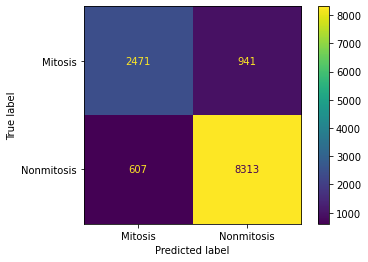 Mitosis
2471
941
Nonmitosis
607
8313
Mitosis
Nonmitosis
Predicted label
True label
8000
7000
6000
5000
4000
3000
2000
1000